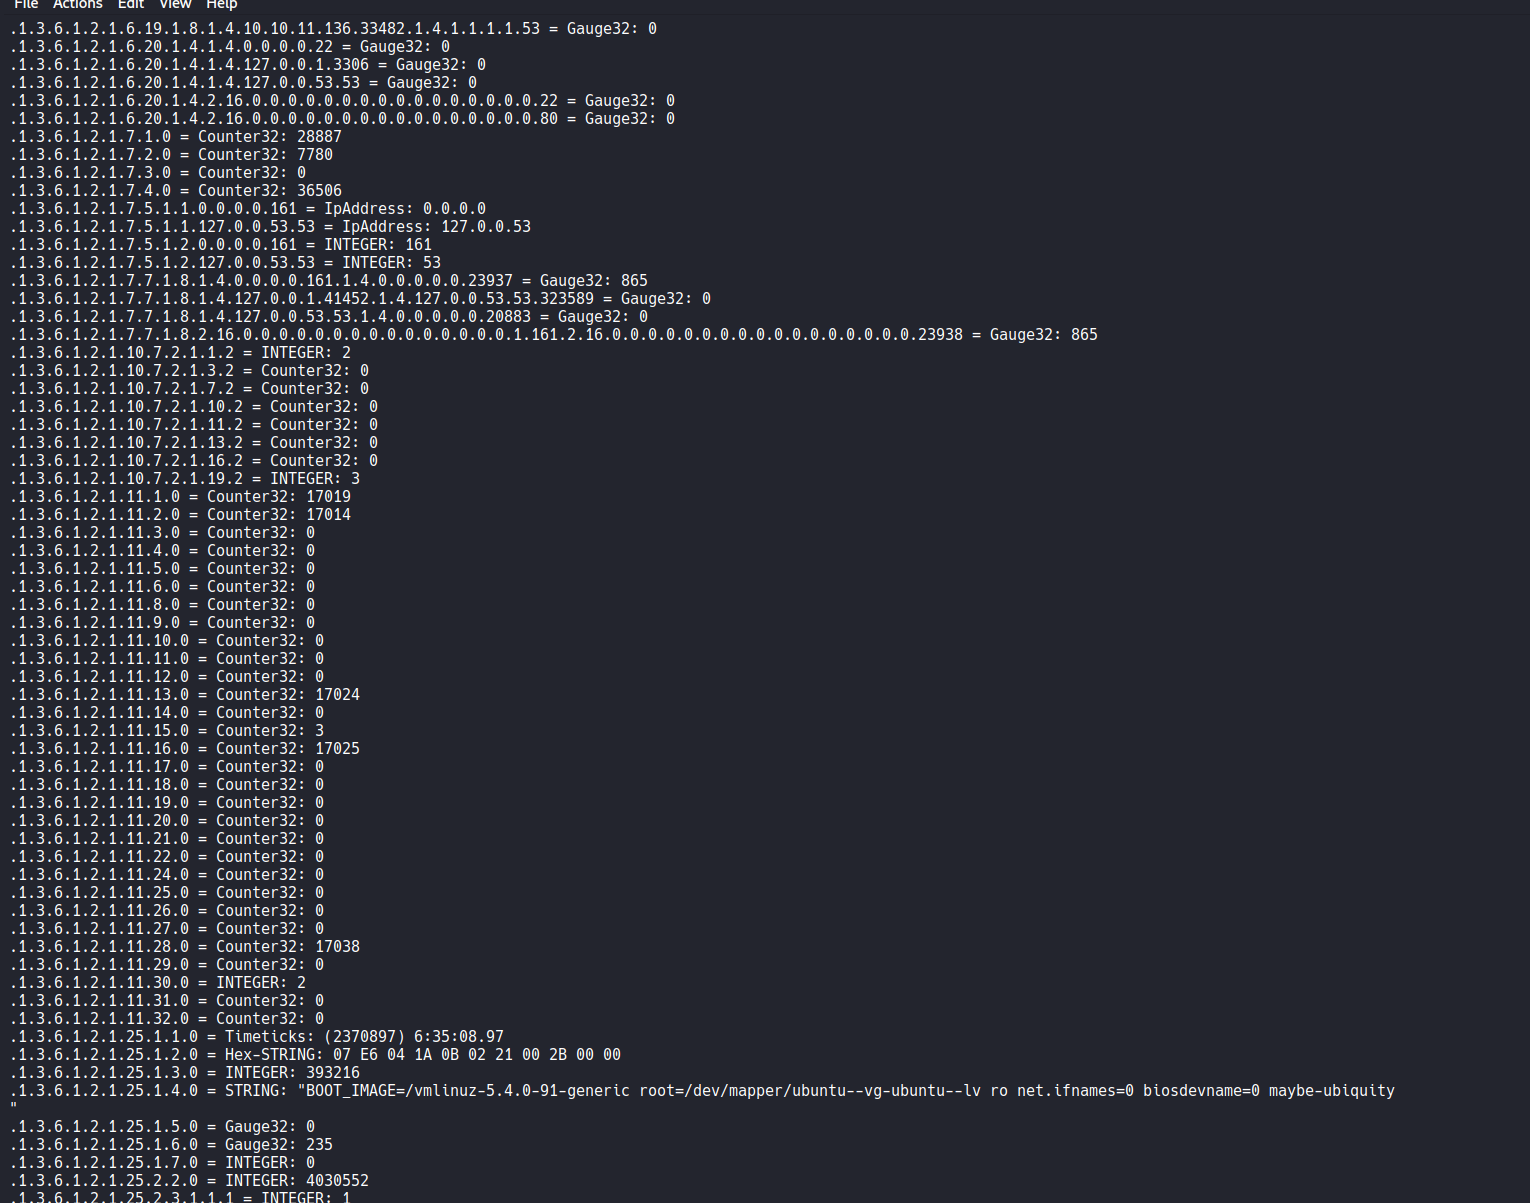 File Actions Edit View Help
.1.3.6.1.2.1.6.19.1.8.1.4.10.10.11.136.33482.1.4.1.1.1.1.53 = Gauge32: 0
.1.3.6.1.2.1.6.20.1.4.1.4.0.0.0.0.22 = Gauge32: 0
.1.3.6.1.2.1.6.20.1.4.1.4.127.0.0.1.3306 = Gauge32: 0
.1.3.6.1.2.1.6.20.1.4.1.4.127.0.0.53.53 = Gauge32: 0
.1.3.6.1.2.1.6.20.1.4.2.16.0.0.0.0.0.0.0.0.0.0.0.0.0.0.0.0.22 = Gauge32: 0
.1.3.6.1.2.1.6.20.1.4.2.16.0.0.0.0.0.0.0.0.0.0.0.0.0.0.0.0.80 = Gauge32: 0
.1.3.6.1.2.1.7.1.0 = Counter32: 28887
.1.3.6.1.2.1.7.2.0 = Counter32: 7780
.1.3.6.1.2.1.7.3.0 = Counter32: 0
.1.3.6.1.2.1.7.4.0 = Counter32: 36506
.1.3.6.1.2.1.7.5.1.1.0.0.0.0.161 = IpAddress: 0.0.0.0
.1.3.6.1.2.1.7.5.1.1.127.0.0.53.53 = IpAddress: 127.0.0.53
.1.3.6.1.2.1.7.5.1.2.0.0.0.0.161 = INTEGER: 161
.1.3.6.1.2.1.7.5.1.2.127.0.0.53.53 = INTEGER: 53
.1.3.6.1.2.1.7.7.1.8.1.4.0.0.0.0.161.1.4.0.0.0.0.0.23937 = Gauge32: 865
.1.3.6.1.2.1.7.7.1.8.1.4.127.0.0.1.41452.1.4.127.0.0.53.53.323589 = Gauge32: 0
.1.3.6.1.2.1.7.7.1.8.1.4.127.0.0.53.53.1.4.0.0.0.0.0.20883 = Gauge32: 0
.1.3.6.1.2.1.7.7.1.8.2.16.0.0.0.0.0.0.0.0.0.0.0.0.0.0.0.1.161.2.16.0.0.0.0.0.0.0.0.0.0.0.0.0.0.0.0.0.23938 = Gauge32: 865
.1.3.6.1.2.1.10.7.2.1.1.2 = INTEGER: 2
.1.3.6.1.2.1.10.7.2.1.3.2 = Counter32: 0
.1.3.6.1.2.1.10.7.2.1.7.2 = Counter32: 0
.1.3.6.1.2.1.10.7.2.1.10.2 = Counter32: 0
.1.3.6.1.2.1.10.7.2.1.11.2 = Counter32: 0
.1.3.6.1.2.1.10.7.2.1.13.2 = Counter32: 0
.1.3.6.1.2.1.10.7.2.1.16.2 = Counter32: 0
.1.3.6.1.2.1.10.7.2.1.19.2 = INTEGER: 3
.1.3.6.1.2.1.11.1.0 = Counter32: 17019
.1.3.6.1.2.1.11.2.0 = Counter32: 17014
.1.3.6.1.2.1.11.3.0 = Counter32: 0
.1.3.6.1.2.1.11.4.0 = Counter32: 0
.1.3.6.1.2.1.11.5.0 = Counter32: 0
.1.3.6.1.2.1.11.6.0 = Counter32: 0
.1.3.6.1.2.1.11.8.0 = Counter32: 0
.1.3.6.1.2.1.11.9.0 = Counter32: 0
.1.3.6.1.2.1.11.10.0 = Counter32: 0
.1.3.6.1.2.1.11.11.0 = Counter32: 0
.1.3.6.1.2.1.11.12.0 = Counter32: 0
.1.3.6.1.2.1.11.13.0 = Counter32: 17024
.1.3.6.1.2.1.11.14.0 = Counter32: 0
.1.3.6.1.2.1.11.15.0 = Counter32: 3
.1.3.6.1.2.1.11.16.0 = Counter32: 17025
.1.3.6.1.2.1.11.17.0 = Counter32: 0
.1.3.6.1.2.1.11.18.0 = Counter32: 0
.1.3.6.1.2.1.11.19.0 = Counter32: 0
.1.3.6.1.2.1.11.20.0 = Counter32: 0
.1.3.6.1.2.1.11.21.0 = Counter32: 0
.1.3.6.1.2.1.11.22.0 = Counter32: 0
.1.3.6.1.2.1.11.24.0 = Counter32: 0
.1.3.6.1.2.1.11.25.0 = Counter32: 0
.1.3.6.1.2.1.11.26.0 = Counter32: 0
.1.3.6.1.2.1.11.27.0 = Counter32: 0
.1.3.6.1.2.1.11.28.0 = Counter32: 17038
.1.3.6.1.2.1.11.29.0 = Counter32: 0
.1.3.6.1.2.1.11.30.0 = INTEGER: 2
.1.3.6.1.2.1.11.31.0 = Counter32: 0
.1.3.6.1.2.1.11.32.0 = Counter32: 0
.1.3.6.1.2.1.25.1.1.0 = Timeticks: (2370897) 6:35:08.97
.1.3.6.1.2.1.25.1.2.0 = Hex-STRING: 07 E6 04 1A 0B 02 21 00 2B 00 00
.1.3.6.1.2.1.25.1.3.0 = INTEGER: 393216
.1.3.6.1.2.1.25.1.4.0 = STRING: "BOOT_IMAGE=/vmlinuz-5.4.0-91-generic root=/dev/mapper/ubuntu--vg-ubuntu--lv ro net.ifnames=0 biosdevname=0 maybe-ubiquity
"
.1.3.6.1.2.1.25.1.5.0 = Gauge32: 0
.1.3.6.1.2.1.25.1.6.0 = Gauge32: 235
.1.3.6.1.2.1.25.1.7.0 = INTEGER: 0
.1.3.6.1.2.1.25.2.2.0 = INTEGER: 4030552
.1.3.6.1.2.1.25.2.3.1.1.1 = INTEGER: 1